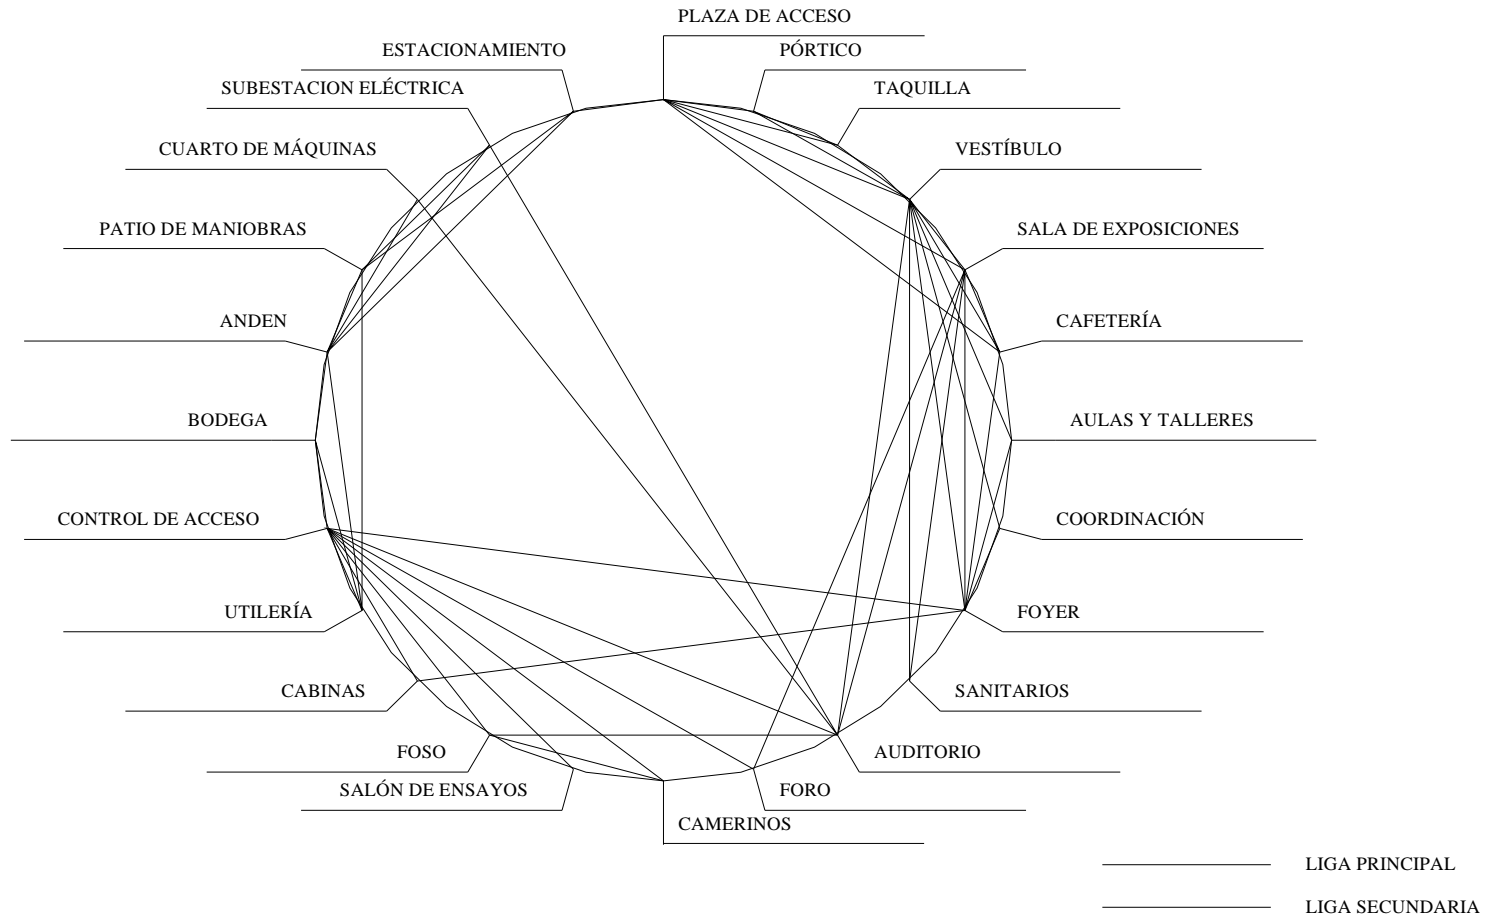 PLAZA DE ACCESO
ESTACIONAMIENTO
PÓRTICO
SUBESTACION ELÉCTRICA
TAQUILLA
CUARTO DE MÁQUINAS
VESTÍBULO
PATIO DE MANIOBRAS
SALA DE EXPOSICIONES
ANDEN
CAFETERÍA
BODEGA
AULAS Y TALLERES
CONTROL DE ACCESO
COORDINACIÓN
UTILERÍA
FOYER
CABINAS
SANITARIOS
FOSO
AUDITORIO
SALÓN DE ENSAYOS
FORO
CAMERINOS
LIGA PRINCIPAL
LIGA SECUNDARIA